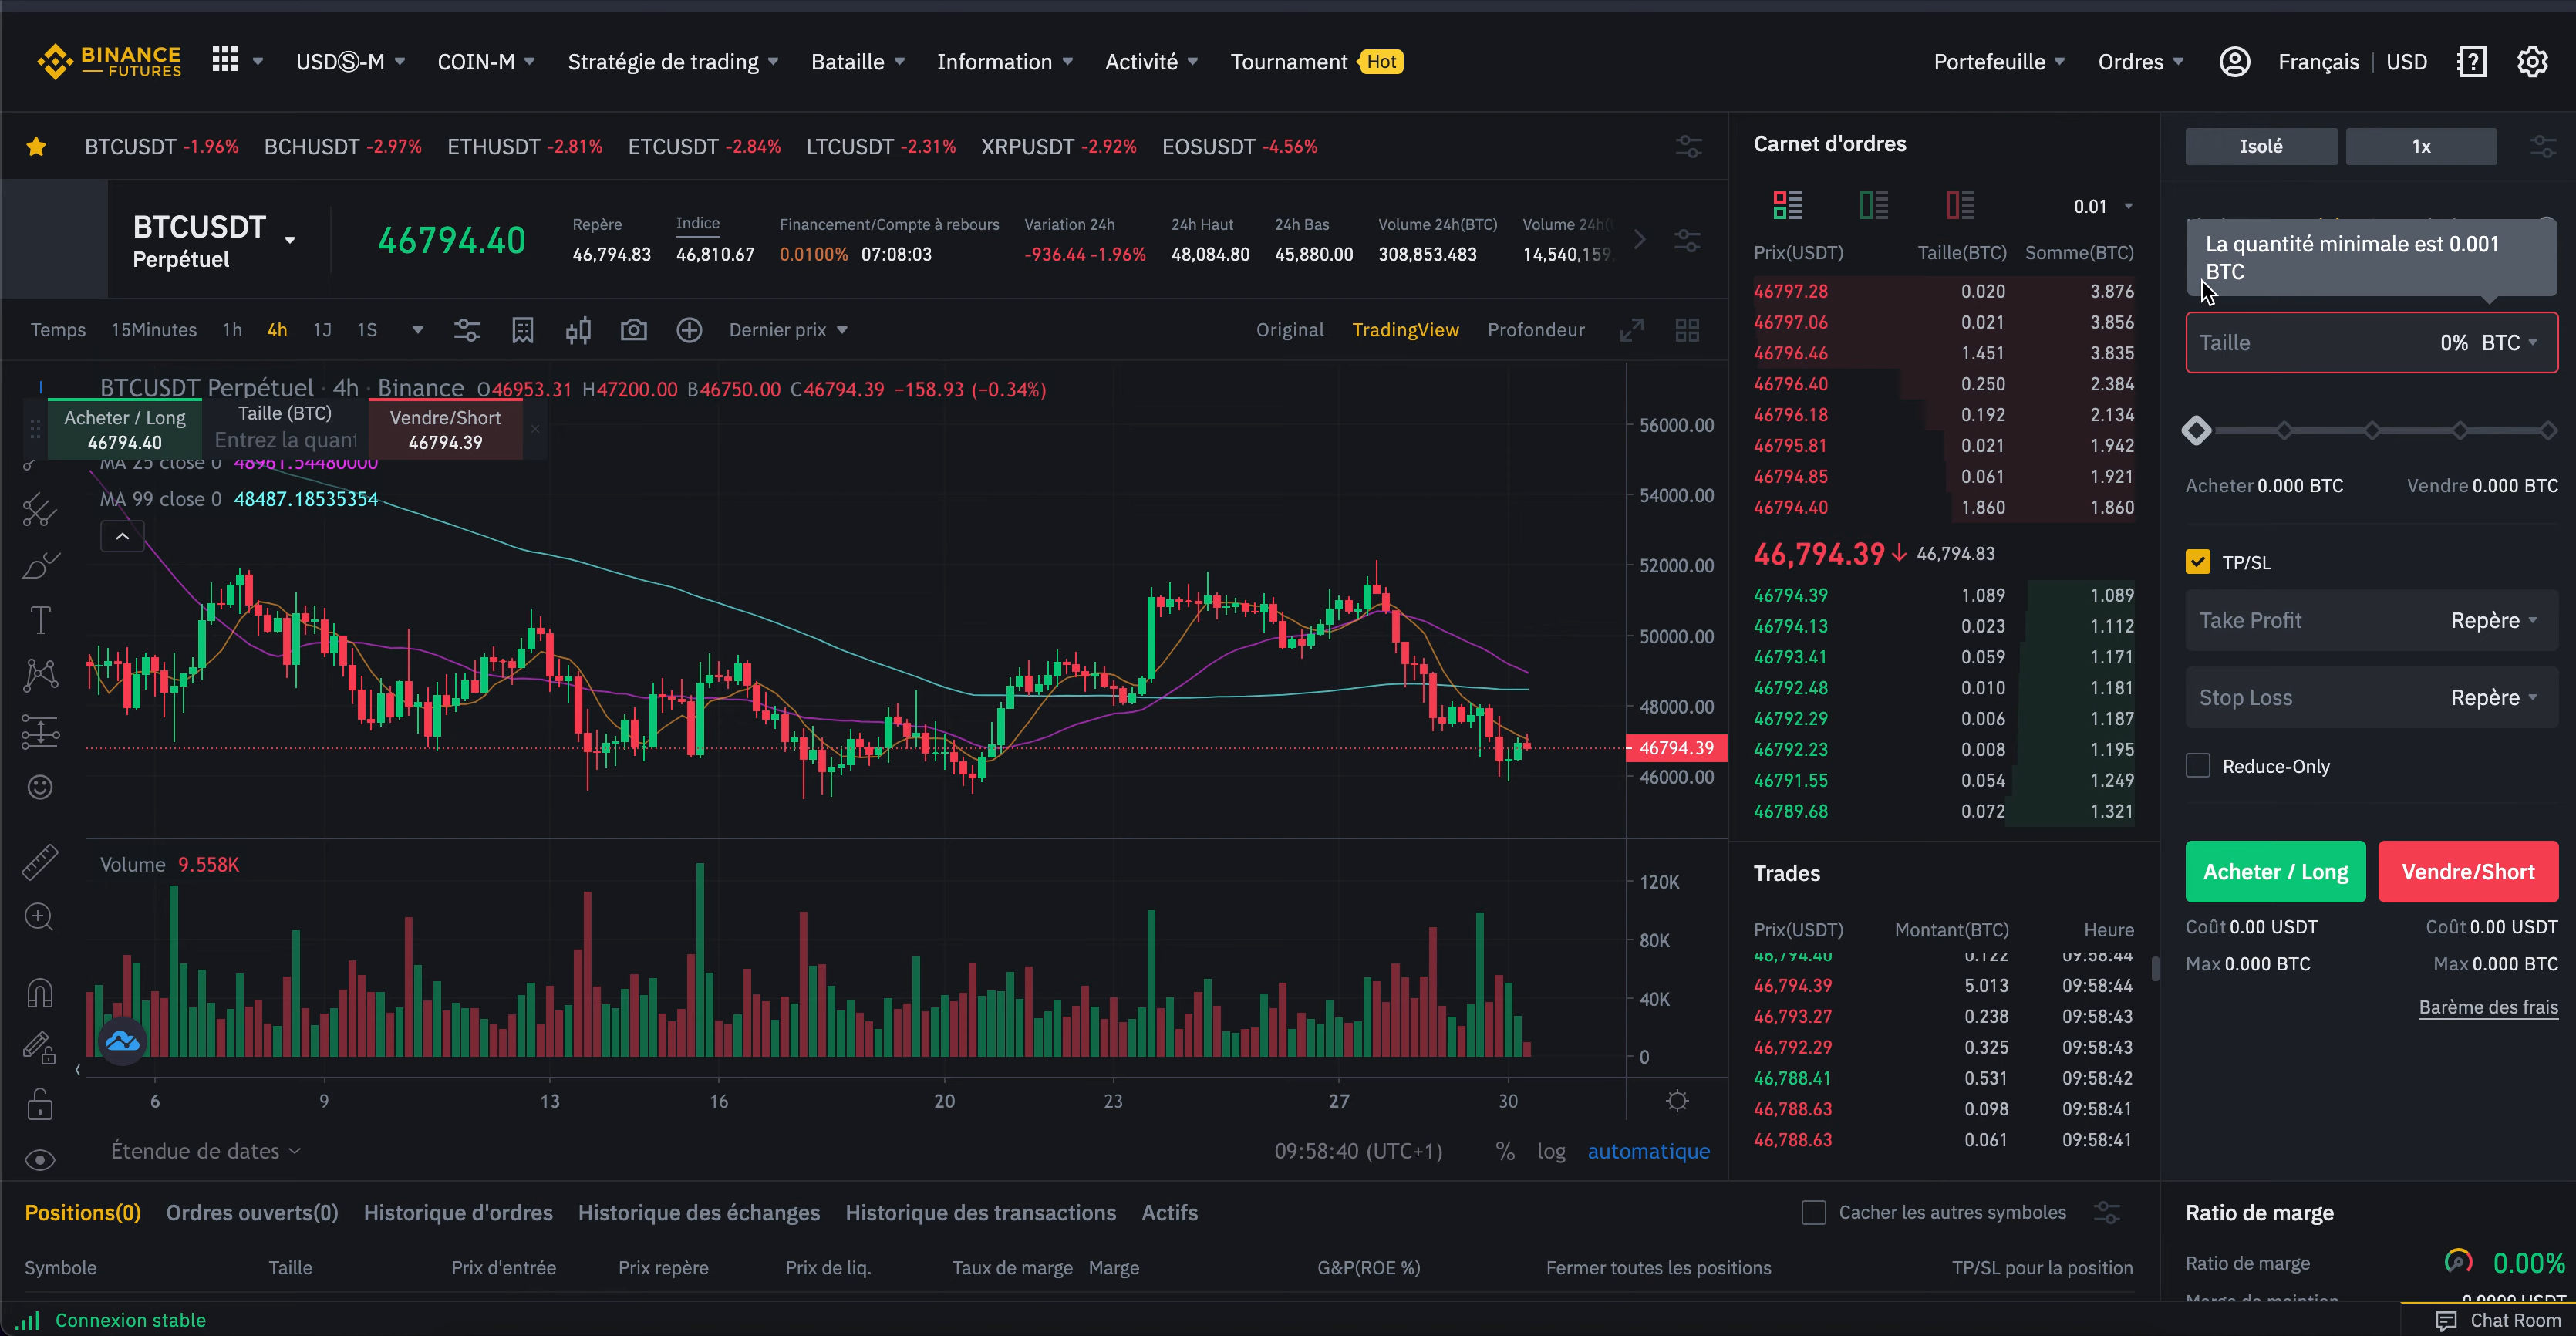 BINANCE
FUTURES
USDⓈ-M
COIN-M
Stratégie de trading
Bataille
Information
Activité
Tournament Hot
Portefeuille
Ordres
Français
USD
BTCUSDT -1.96%
BCHUSDT -2.97%
ETHUSDT -2.81%
ETCUSDT -2.84%
LTCUSDT -2.31%
XRPUSDT -2.92%
EOSUSDT -4.56%
BTCUSDT
Perpétuel
46794.40
Repère
46,794.83
Indice
46,810.67
Financement/Compte à rebours
0.0100% 07:08:03
Variation 24h
-936.44 -1.96%
24h Haut
48,084.80
24h Bas
45,880.00
Volume 24h(BTC)
308,853.483
Volume 24h(
14,540,159.
Temps 15Minutes 1h 4h 1J 1S
Dernier prix
Original TradingView Profondeur
BTCUSDT Perpétuel · 4h · Binance O46953.31 H47200.00 B46750.00 C46794.39 −158.93 (−0.34%)
Acheter / Long
46794.40
Taille (BTC)
Entrez la quant
Vendre/Short
46794.39
MA 25 close 0 48961.54480000
MA 99 close 0 48487.18535354
56000.00
54000.00
52000.00
50000.00
48000.00
46794.39
46000.00
Volume 9.558K
120K
80K
40K
0
6 9 13 16 20 23 27 30
Étendue de dates
09:58:40 (UTC+1)
% log automatique
Carnet d'ordres
0.01
Prix(USDT) Taille(BTC) Somme(BTC)
46797.28 0.020 3.876
46797.06 0.021 3.856
46796.46 1.451 3.835
46796.40 0.250 2.384
46796.18 0.192 2.134
46795.81 0.021 1.942
46794.85 0.061 1.921
46794.40 1.860 1.860
46,794.39 46,794.83
46794.39 1.089 1.089
46794.13 0.023 1.112
46793.41 0.059 1.171
46792.48 0.010 1.181
46792.29 0.006 1.187
46792.23 0.008 1.195
46791.55 0.054 1.249
46789.68 0.072 1.321
Trades
Prix(USDT) Montant(BTC) Heure
46,794.40 0.122 09:58:44
46,794.39 5.013 09:58:44
46,793.27 0.238 09:58:43
46,792.29 0.325 09:58:43
46,788.41 0.531 09:58:42
46,788.63 0.098 09:58:41
46,788.63 0.061 09:58:41
Isolé
1x
La quantité minimale est 0.001
BTC
Taille 0% BTC
Acheter 0.000 BTC
Vendre 0.000 BTC
TP/SL
Take Profit Repère
Stop Loss Repère
Reduce-Only
Acheter / Long
Vendre/Short
Coût 0.00 USDT
Coût 0.00 USDT
Max 0.000 BTC
Max 0.000 BTC
Barème des frais
Positions(0)
Ordres ouverts(0)
Historique d'ordres
Historique des échanges
Historique des transactions
Actifs
Cacher les autres symboles
Symbole Taille Prix d'entrée Prix repère Prix de liq. Taux de marge Marge G&P(ROE %) Fermer toutes les positions TP/SL pour la position
Ratio de marge
Ratio de marge 0.00%
Connexion stable
Chat Room